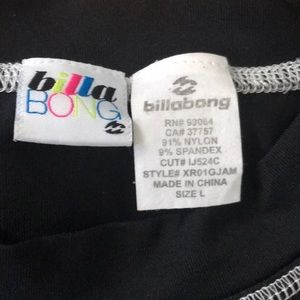 billa
BONG
billabong
RN# 93064
CA# 37757
91% NYLON
9% SPANDEX
CUT# IJ524C
STYLE# XR01GJAM
MADE IN CHINA
SIZE L